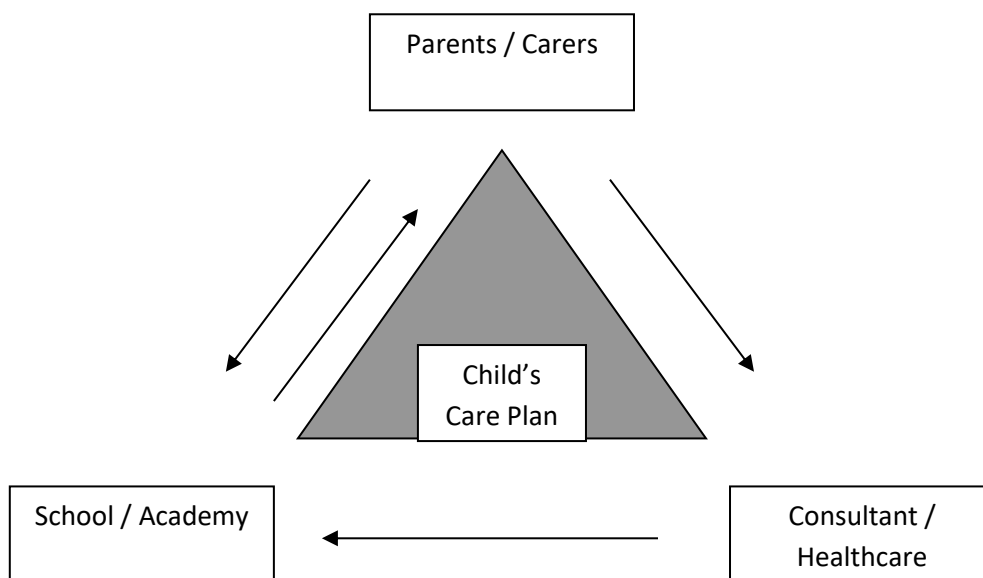 Parents / Carers
Child’s
Care Plan
School / Academy
Consultant /
Healthcare